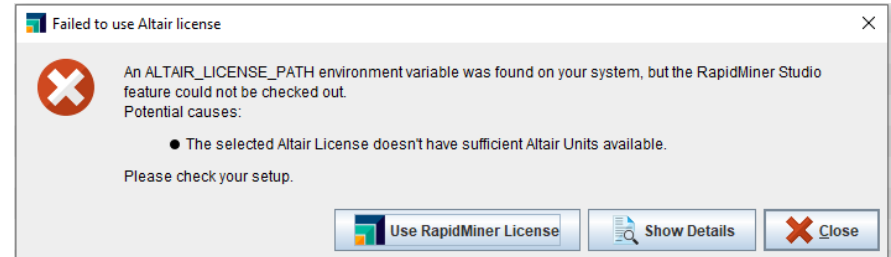 Failed to use Altair license
An ALTAIR_LICENSE_PATH environment variable was found on your system, but the RapidMiner Studio
feature could not be checked out.
Potential causes:
● The selected Altair License doesn't have sufficient Altair Units available.
Please check your setup.
Use RapidMiner License Show Details Close